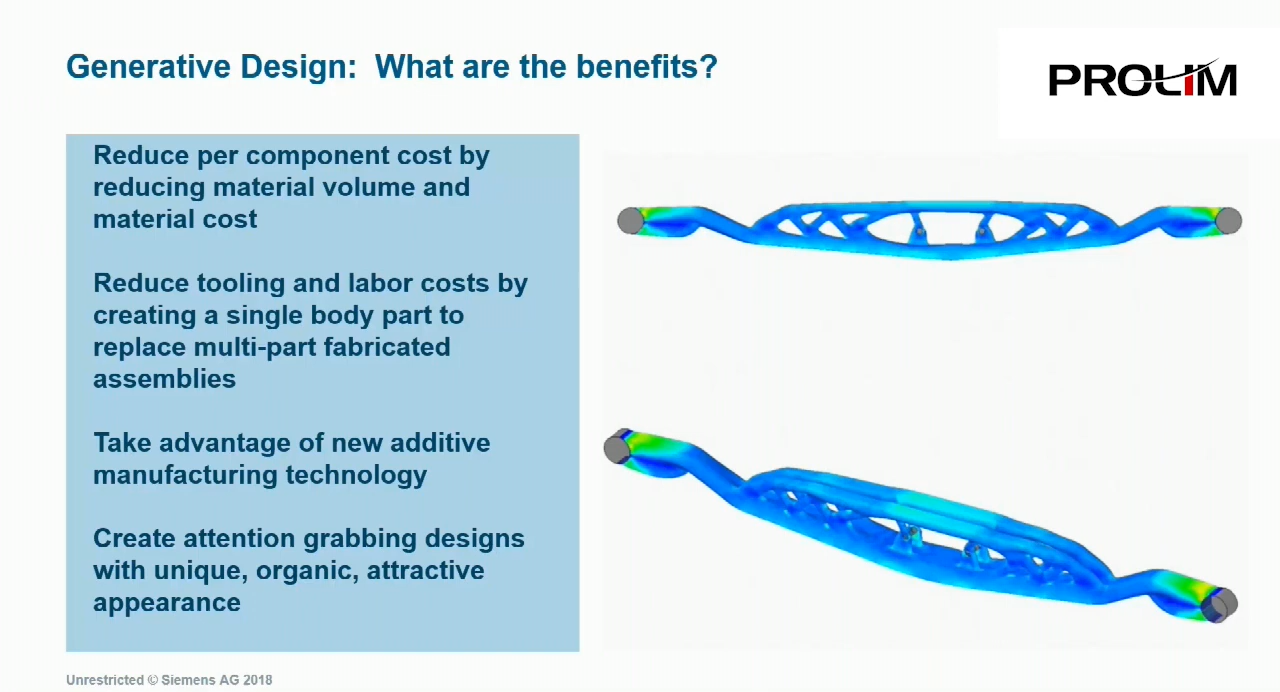 Generative Design: What are the benefits?
PROLIM
Reduce per component cost by
reducing material volume and
material cost
Reduce tooling and labor costs by
creating a single body part to
replace multi-part fabricated
assemblies
Take advantage of new additive
manufacturing technology
Create attention grabbing designs
with unique, organic, attractive
appearance
Unrestricted © Siemens AG 2018